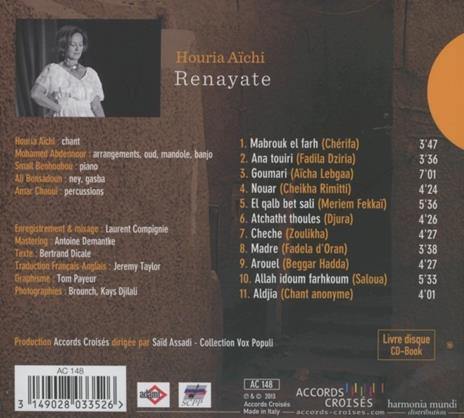 Houria Aïchi
Renayate
Houria Aïchi : chant
Mohamed Abdennour : arrangements, oud, mandole, banjo
Smail Benhouhou : piano
Ali Bensadoun : ney, gasba
Amar Chaoui : percussions
Enregistrement & mixage : Laurent Compignie
Mastering : Antoine Demantke
Texte : Bertrand Dicale
Traduction Français-Anglais : Jeremy Taylor
Graphisme : Tom Payeur
Photographies : Brounch, Kays Djilali
1. Mabrouk el farh (Chérifa) 3'47
2. Ana touiri (Fadila Dziria) 3'36
3. Goumari (Aïcha Lebgaa) 7'01
4. Nouar (Cheikha Rimitti) 4'24
5. El qalb bet sali (Meriem Fekkaï) 5'36
6. Atchatht thoules (Djura) 4'26
7. Cheche (Zoulikha) 4'27
8. Madre (Fadela d'Oran) 3'38
9. Arouel (Beggar Hadda) 4'27
10. Allah idoum farhkoum (Saloua) 5'33
11. Aldjia (Chant anonyme) 4'01
Production Accords Croisés dirigée par Saïd Assadi - Collection Vox Populi
Livre disque
CD-Book
AC 148
3 149028 033526 >
adami
SCPP
AC 148
℗ & © 2013
Accords Croisés
Made in Italy
ACCORDS
CROISÉS
accords-croises.com
harmonia mundi
distribution